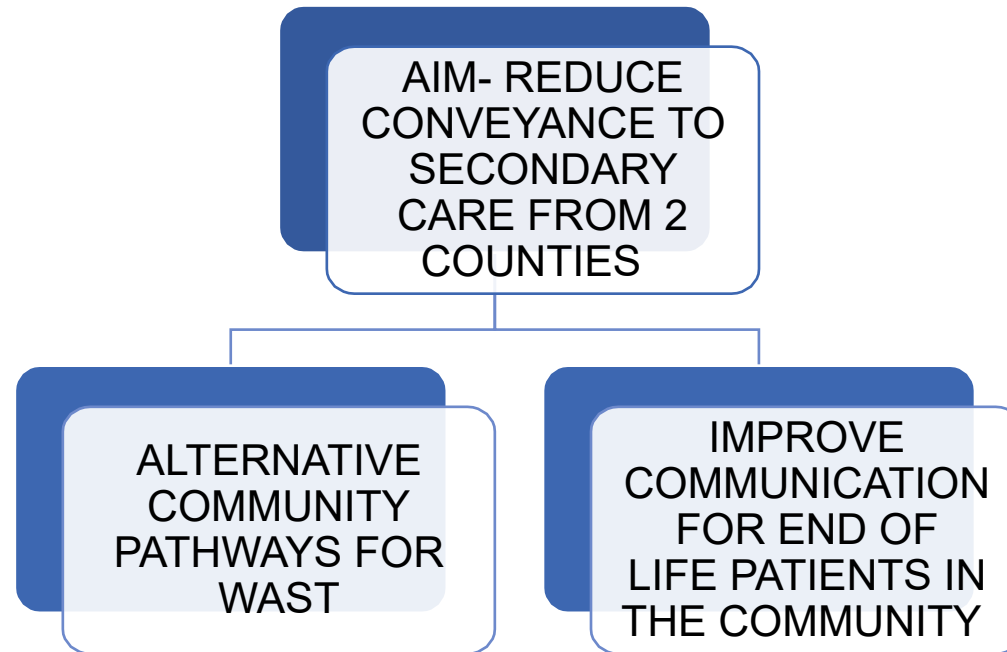 AIM- REDUCE
CONVEYANCE TO
SECONDARY
CARE FROM 2
COUNTIES
ALTERNATIVE
COMMUNITY
PATHWAYS FOR
WAST
IMPROVE
COMMUNICATION
FOR END OF
LIFE PATIENTS IN
THE COMMUNITY